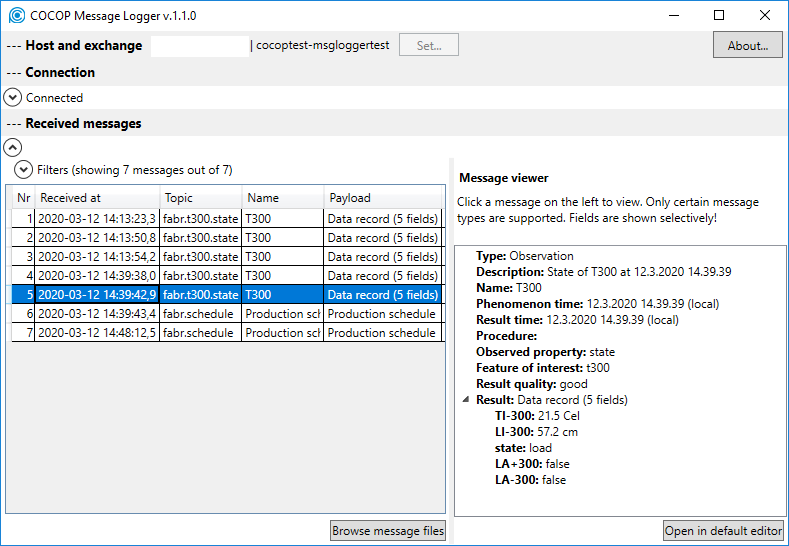 COCOP Message Logger v.1.1.0
--- Host and exchange | cocoptest-msgloggertest Set... About...
--- Connection
Connected
--- Received messages
Filters (showing 7 messages out of 7)
Nr Received at Topic Name Payload
1 2020-03-12 14:13:23,3 fabr.t300.state T300 Data record (5 fields)
2 2020-03-12 14:13:50,8 fabr.t300.state T300 Data record (5 fields)
3 2020-03-12 14:13:54,2 fabr.t300.state T300 Data record (5 fields)
4 2020-03-12 14:39:38,0 fabr.t300.state T300 Data record (5 fields)
5 2020-03-12 14:39:42,9 fabr.t300.state T300 Data record (5 fields)
6 2020-03-12 14:39:43,4 fabr.schedule Production sch Production schedule
7 2020-03-12 14:48:12,5 fabr.schedule Production sch Production schedule
Browse message files
Message viewer
Click a message on the left to view. Only certain message
types are supported. Fields are shown selectively!
Type: Observation
Description: State of T300 at 12.3.2020 14.39.39
Name: T300
Phenomenon time: 12.3.2020 14.39.39 (local)
Result time: 12.3.2020 14.39.39 (local)
Procedure:
Observed property: state
Feature of interest: t300
Result quality: good
Result: Data record (5 fields)
TI-300: 21.5 Cel
LI-300: 57.2 cm
state: load
LA+300: false
LA-300: false
Open in default editor